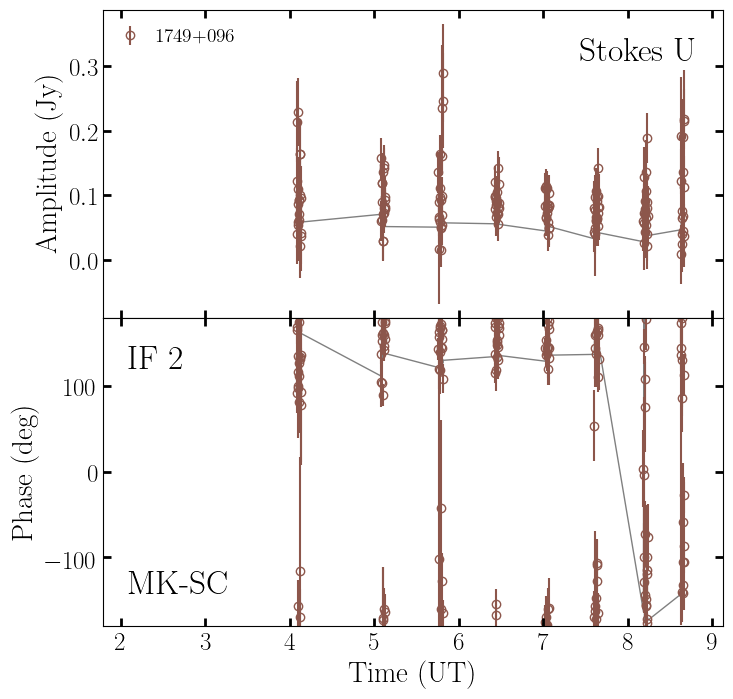 1749+096
Stokes U
Amplitude (Jy)
0.3
0.2
0.1
0.0
IF 2
Phase (deg)
100
0
−100
MK-SC
2 3 4 5 6 7 8 9
Time (UT)